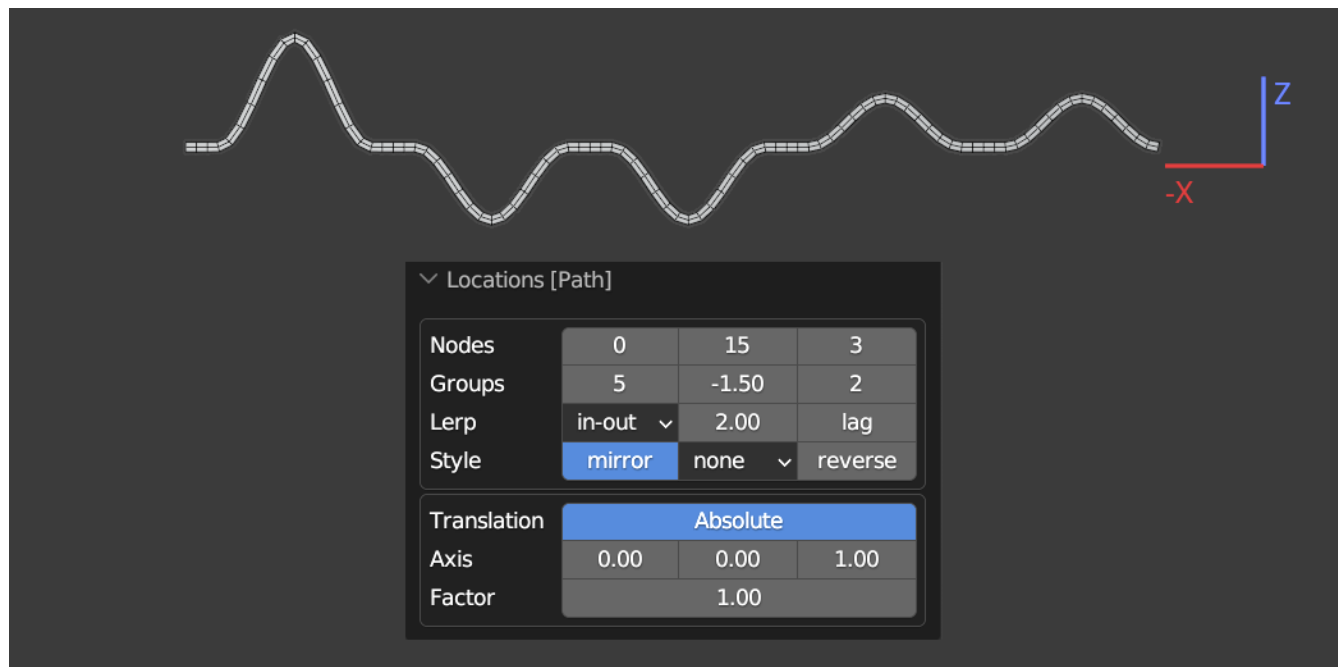 Z
-X
Locations [Path]
Nodes 0 15 3
Groups 5 -1.50 2
Lerp in-out 2.00 lag
Style mirror none reverse
Translation Absolute
Axis 0.00 0.00 1.00
Factor 1.00